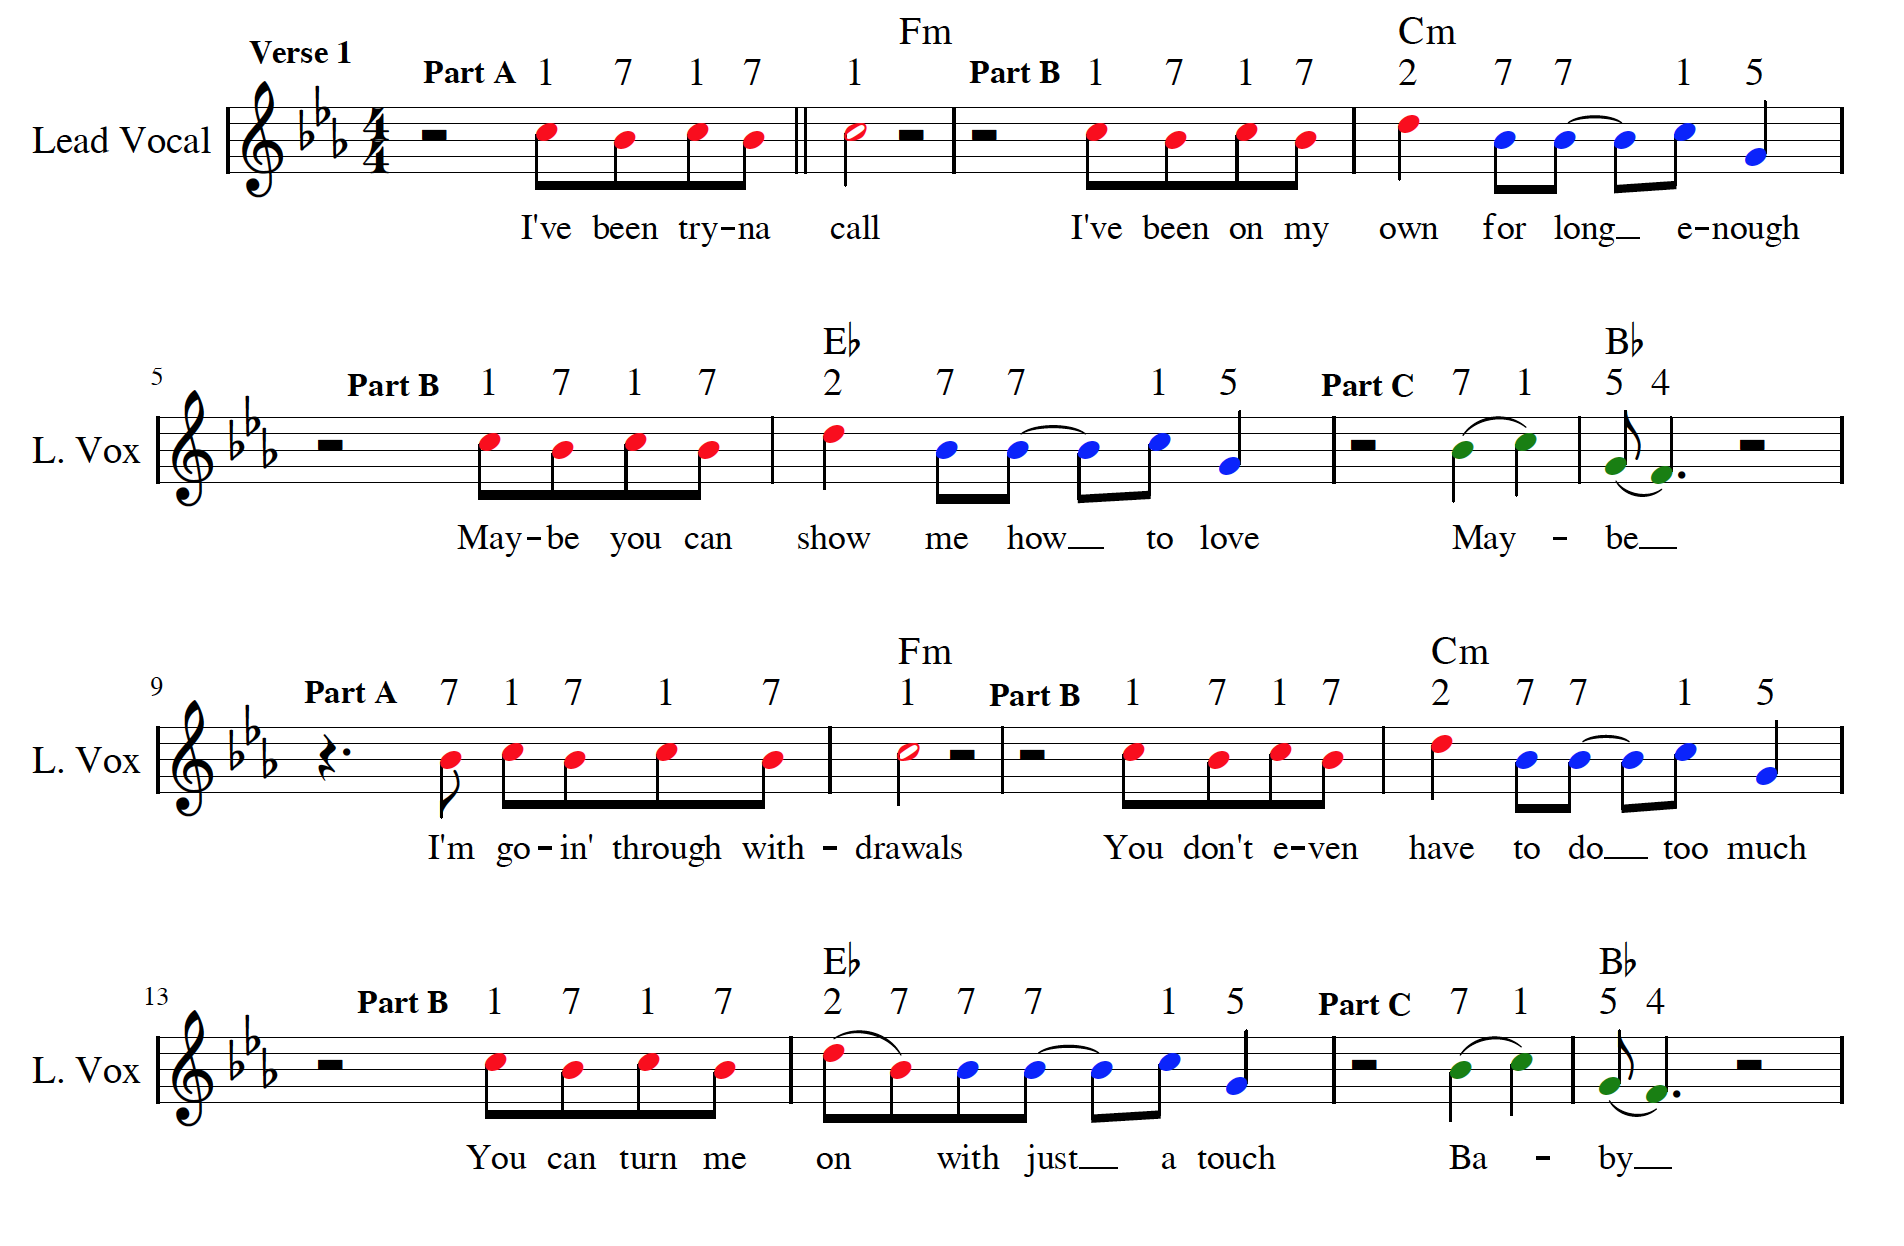 Fm Cm
Verse 1 Part A 1 7 1 7 1 Part B 1 7 1 7 2 7 7 1 5
Lead Vocal
I've been try-na call I've been on my own for long_ e-nough
E♭ B♭
5 Part B 1 7 1 7 2 7 7 1 5 Part C 7 1 5 4
L. Vox
May-be you can show me how_ to love May - be_
Fm Cm
9 Part A 7 1 7 1 7 1 Part B 1 7 1 7 2 7 7 1 5
L. Vox
I'm go-in' through with-drawals You don't e-ven have to do_ too much
E♭ B♭
13 Part B 1 7 1 7 2 7 7 7 1 5 Part C 7 1 5 4
L. Vox
You can turn me on with just_ a touch Ba - by_